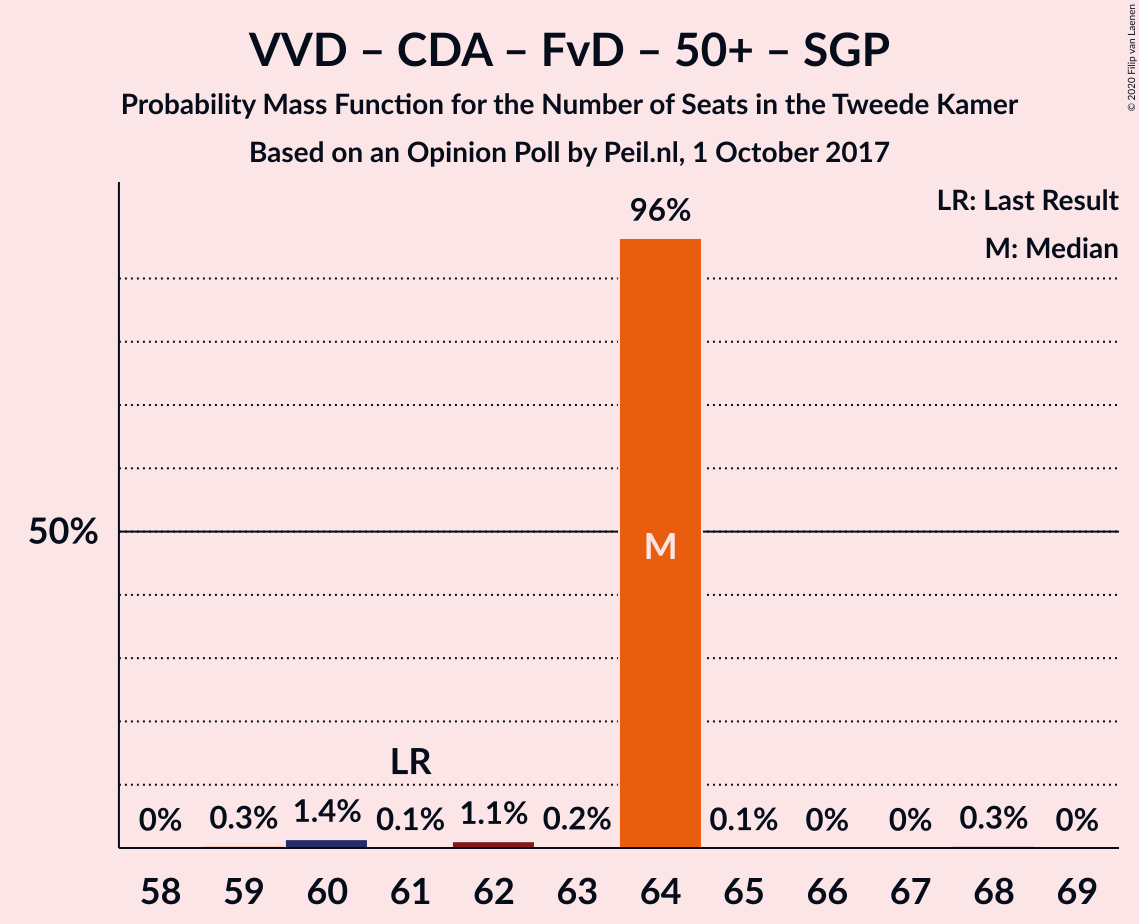 VVD – CDA – FvD – 50+ – SGP
Probability Mass Function for the Number of Seats in the Tweede Kamer
Based on an Opinion Poll by Peil.nl, 1 October 2017
© 2020 Filip van Laenen
LR: Last Result
M: Median
96%
50%
M
LR
0% 0.3% 1.4% 0.1% 1.1% 0.2% 0.1% 0% 0% 0.3% 0%
58 59 60 61 62 63 64 65 66 67 68 69